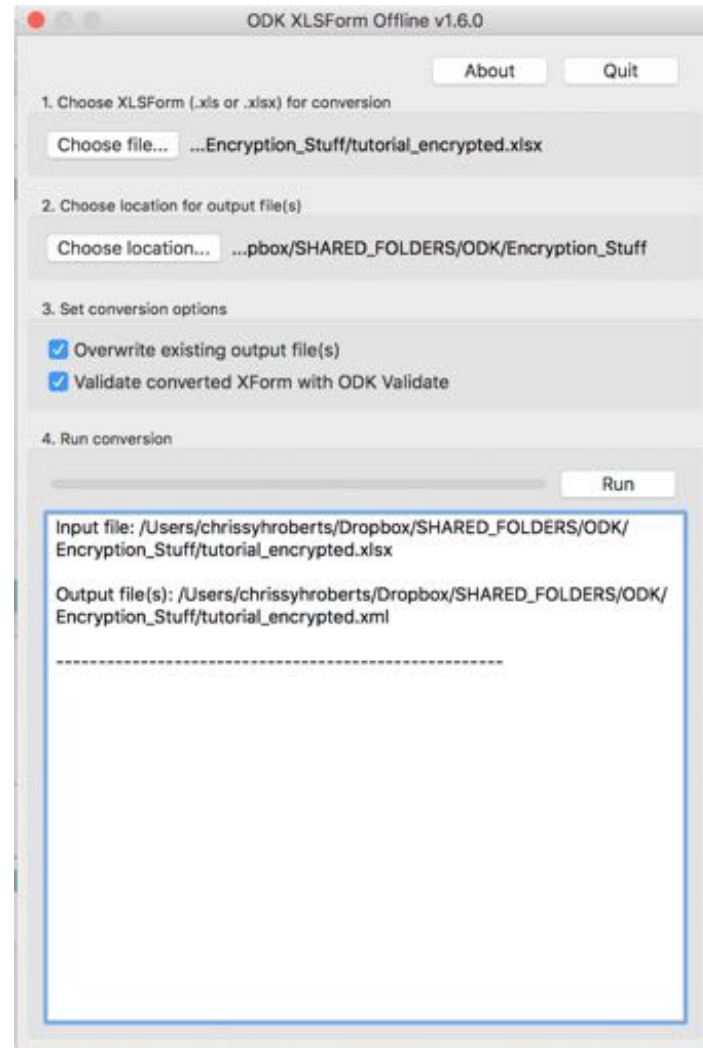 ODK XLSForm Offline v1.6.0
About Quit
1. Choose XLSForm (.xls or .xlsx) for conversion
Choose file... ...Encryption_Stuff/tutorial_encrypted.xlsx
2. Choose location for output file(s)
Choose location... ...pbox/SHARED_FOLDERS/ODK/Encryption_Stuff
3. Set conversion options
Overwrite existing output file(s)
Validate converted XForm with ODK Validate
4. Run conversion
Run
Input file: /Users/chrissyhroberts/Dropbox/SHARED_FOLDERS/ODK/
Encryption_Stuff/tutorial_encrypted.xlsx
Output file(s): /Users/chrissyhroberts/Dropbox/SHARED_FOLDERS/ODK/
Encryption_Stuff/tutorial_encrypted.xml
-----------------------------------------------------